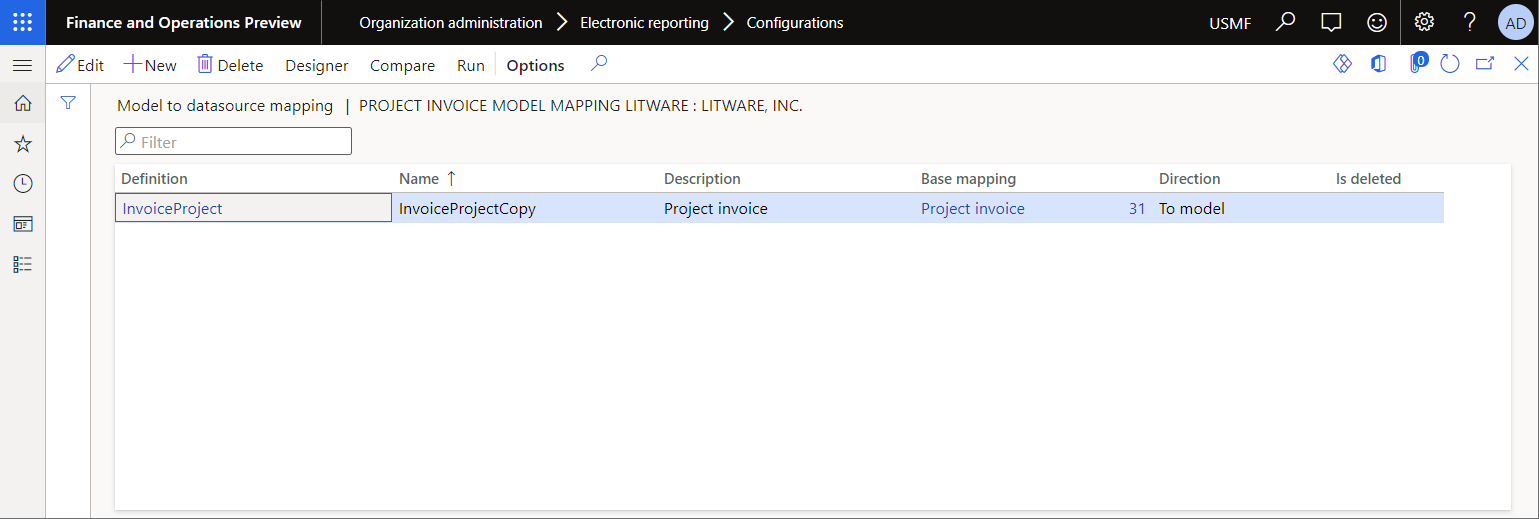 Finance and Operations Preview Organization administration Electronic reporting Configurations USMF AD
Edit New Delete Designer Compare Run Options 0
Model to datasource mapping | PROJECT INVOICE MODEL MAPPING LITWARE : LITWARE, INC.
Filter
Definition Name ↑ Description Base mapping Direction Is deleted
InvoiceProject InvoiceProjectCopy Project invoice Project invoice 31 To model